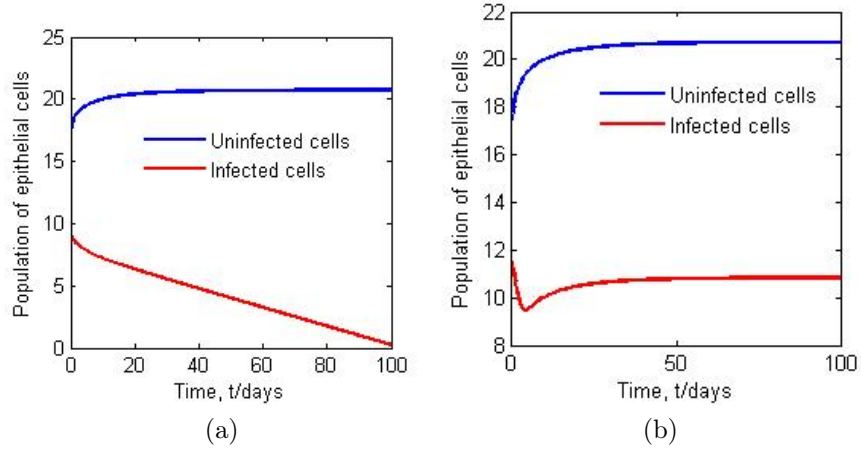 25
20
15
10
5
0
Population of epithelial cells
Uninfected cells
Infected cells
0 20 40 60 80 100
Time, t/days
(a)
22
20
18
16
14
12
10
8
Population of epithelial cells
Uninfected cells
Infected cells
0 50 100
Time, t/days
(b)